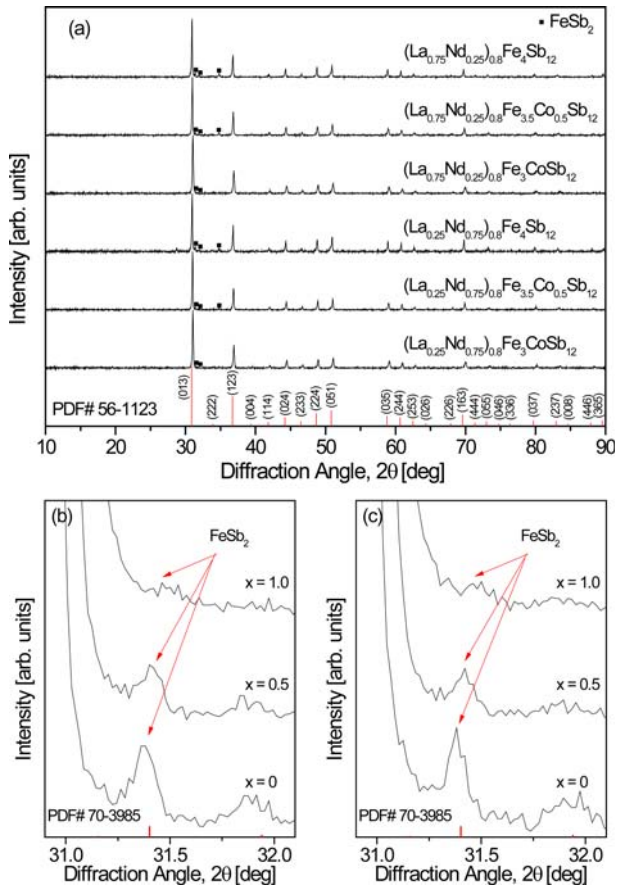 (a)
▪ FeSb₂
(La₀.₇₅Nd₀.₂₅)₀.₈Fe₄Sb₁₂
(La₀.₇₅Nd₀.₂₅)₀.₈Fe₃.₅Co₀.₅Sb₁₂
(La₀.₇₅Nd₀.₂₅)₀.₈Fe₃CoSb₁₂
(La₀.₂₅Nd₀.₇₅)₀.₈Fe₄Sb₁₂
(La₀.₂₅Nd₀.₇₅)₀.₈Fe₃.₅Co₀.₅Sb₁₂
(La₀.₂₅Nd₀.₇₅)₀.₈Fe₃CoSb₁₂
Intensity [arb. units]
PDF# 56-1123
(013) (222) (123) (004) (114) (024) (233) (224) (051) (035) (244) (253) (026) (226) (163) (444) (055) (046) (336) (037) (237) (008) (446) (365)
10 20 30 40 50 60 70 80 90
Diffraction Angle, 2θ [deg]
(b)
FeSb₂
x = 1.0
x = 0.5
x = 0
PDF# 70-3985
Intensity [arb. units]
31.0 31.5 32.0
Diffraction Angle, 2θ [deg]
(c)
FeSb₂
x = 1.0
x = 0.5
x = 0
PDF# 70-3985
Intensity [arb. units]
31.0 31.5 32.0
Diffraction Angle, 2θ [deg]